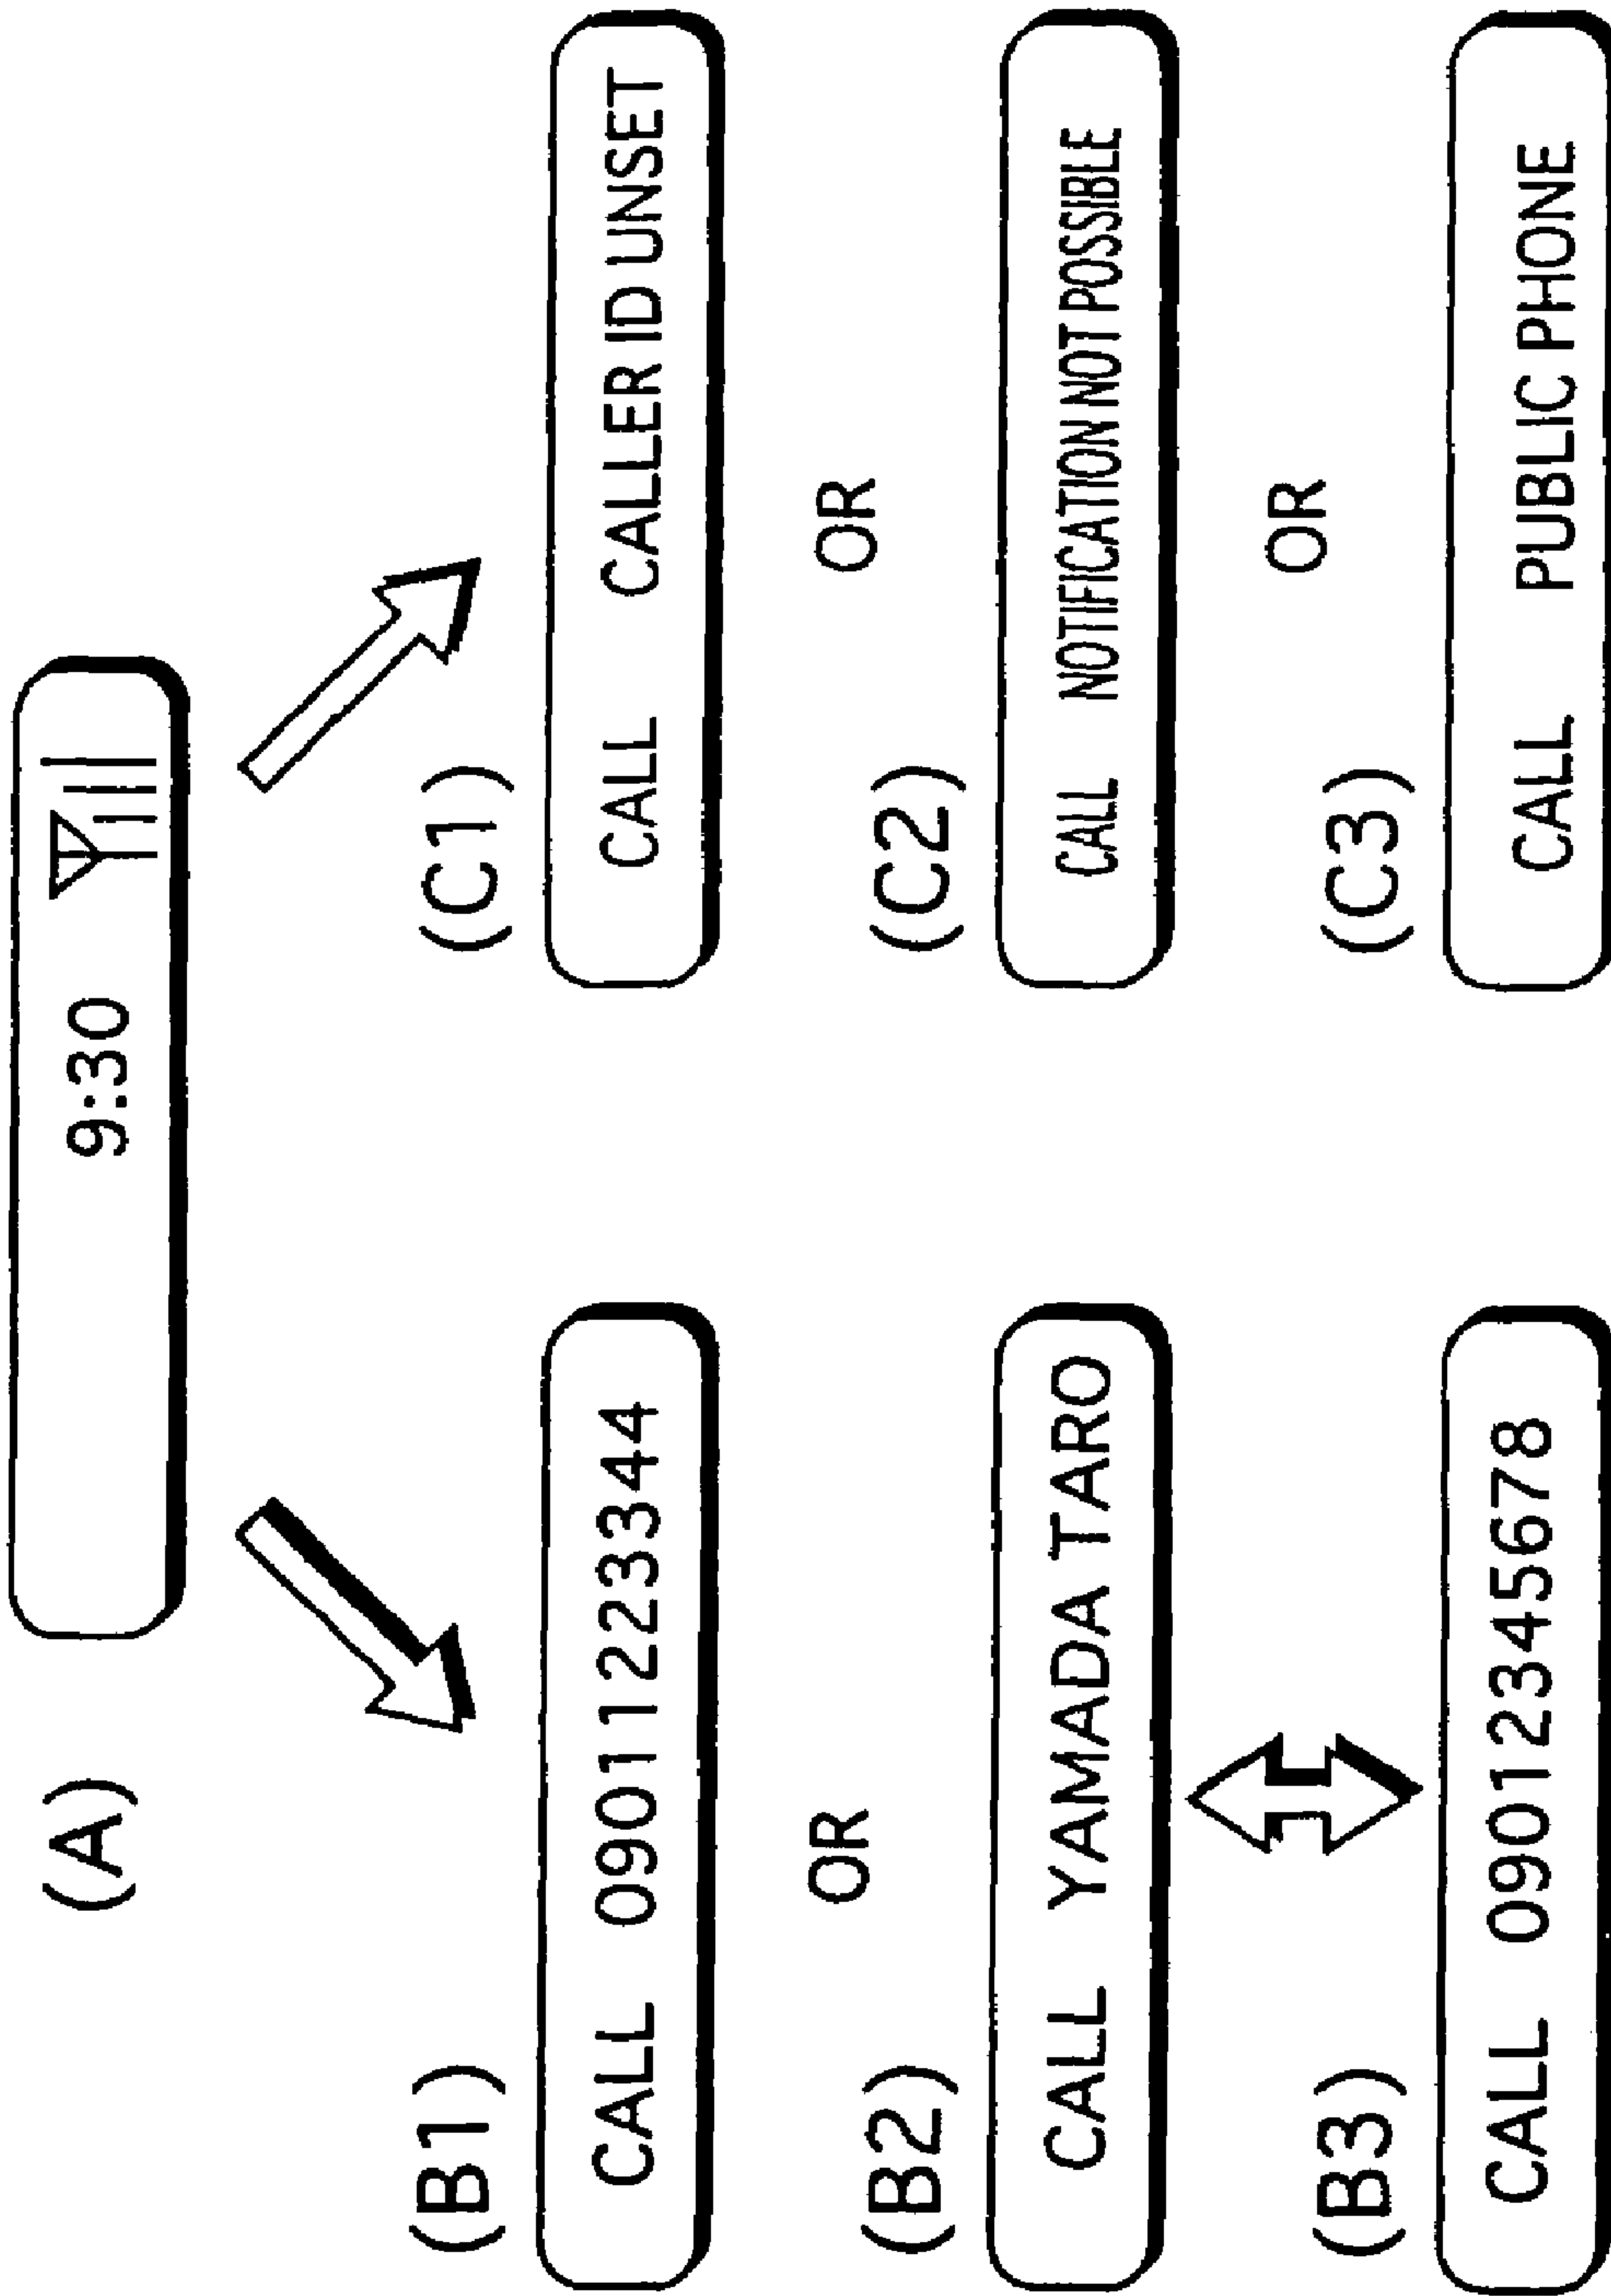 (A)
9:30
(B1)
CALL 09011223344
OR
(B2)
CALL YAMADA TARO
(B3)
CALL 09012345678
(C1)
CALL CALLER ID UNSET
OR
(C2)
CALL NOTIFICATION NOT POSSIBLE
OR
(C3)
CALL PUBLIC PHONE